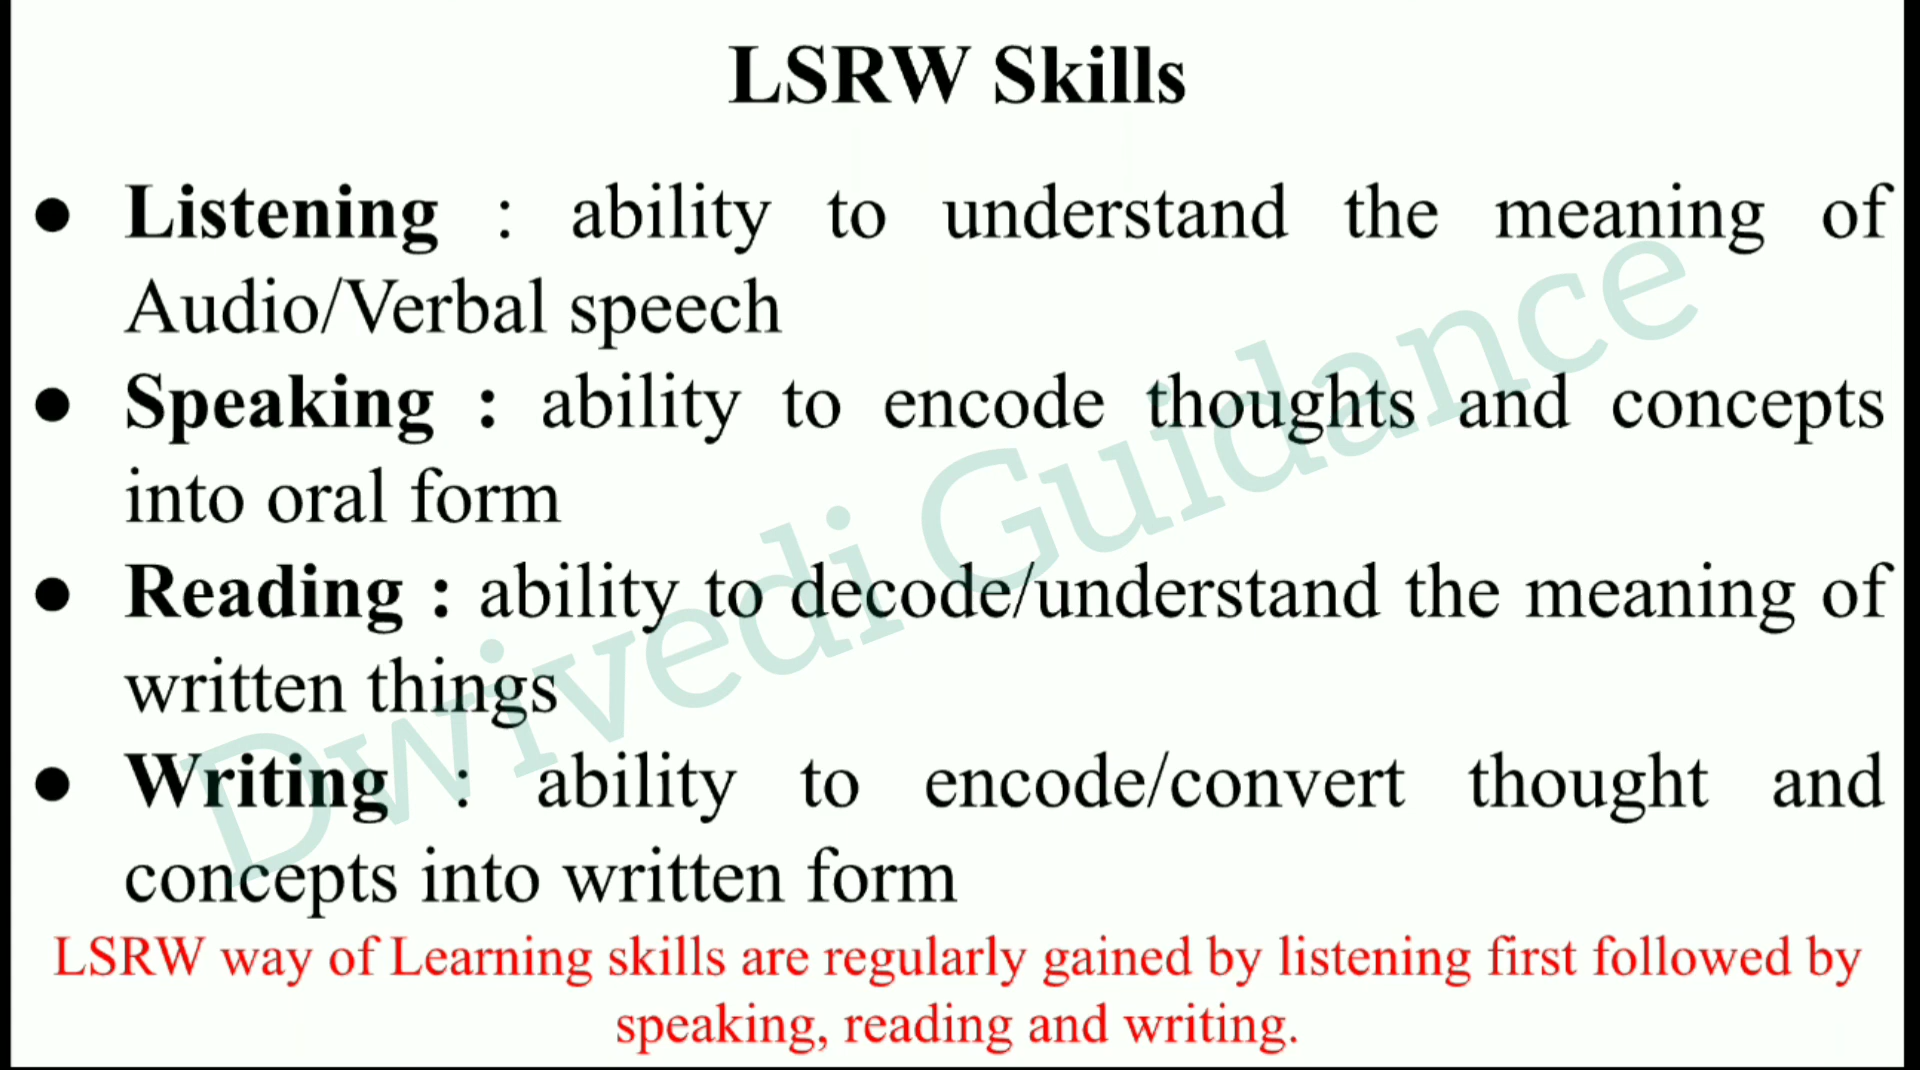 LSRW Skills
● Listening : ability to understand the meaning of
Audio/Verbal speech
● Speaking : ability to encode thoughts and concepts
into oral form
● Reading : ability to decode/understand the meaning of
written things
● Writing : ability to encode/convert thought and
concepts into written form
LSRW way of Learning skills are regularly gained by listening first followed by
speaking, reading and writing.
Dwivedi Guidance